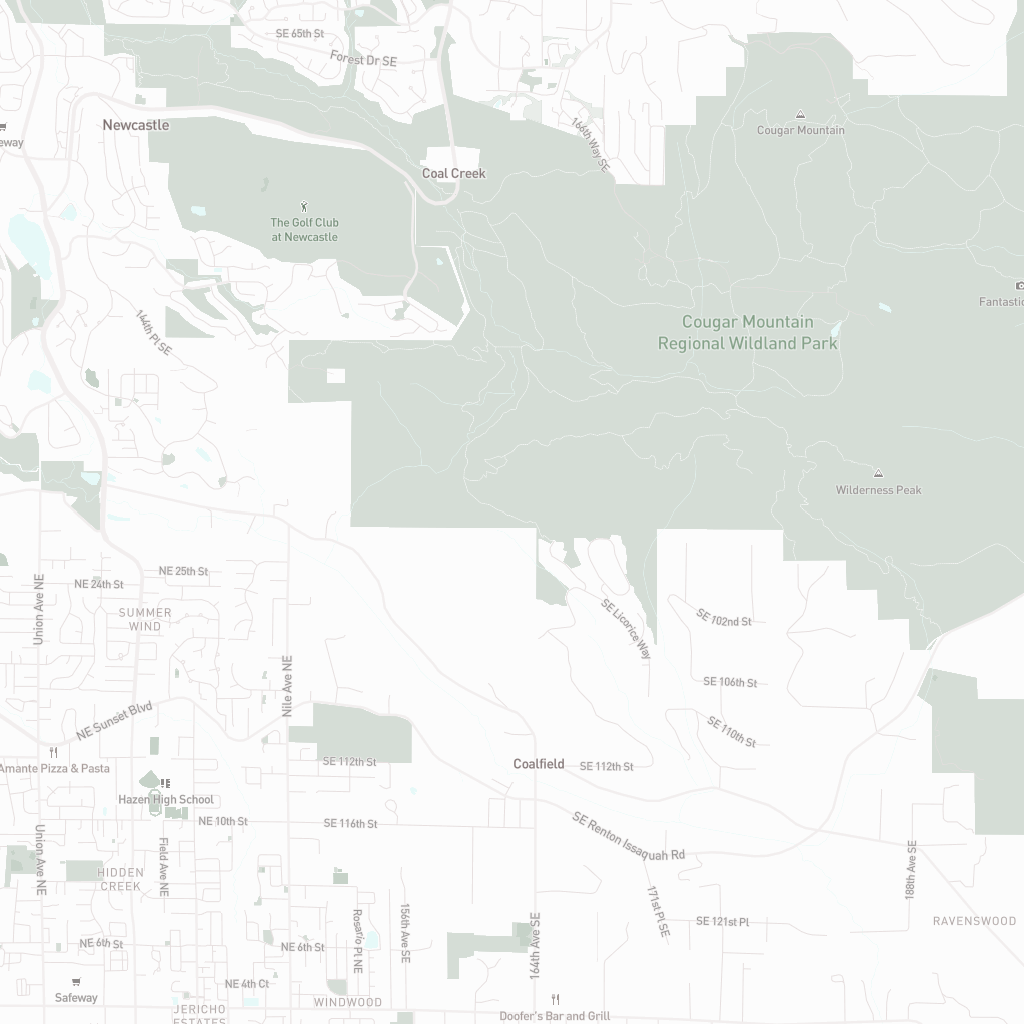 SE 65th St
Forest Dr SE
Newcastle
eway
166th Way SE
Cougar Mountain
Coal Creek
The Golf Club
at Newcastle
Fantastic
144th Pl SE
Cougar Mountain
Regional Wildland Park
Wilderness Peak
NE 25th St
NE 24th St
Union Ave NE
SUMMER
WIND
SE Licorice Way
SE 102nd St
Nile Ave NE
SE 106th St
NE Sunset Blvd
SE 110th St
Amante Pizza & Pasta
SE 112th St
Coalfield
SE 112th St
Hazen High School
NE 10th St
SE 116th St
SE Renton Issaquah Rd
Union Ave NE
Field Ave NE
HIDDEN
CREEK
188th Ave SE
171st Pl SE
156th Ave SE
Rosario Pl NE
164th Ave SE
SE 121st Pl
RAVENSWOOD
NE 6th St
NE 6th St
NE 4th Ct
Safeway
WINDWOOD
JERICHO
ESTATES
Doofer's Bar and Grill